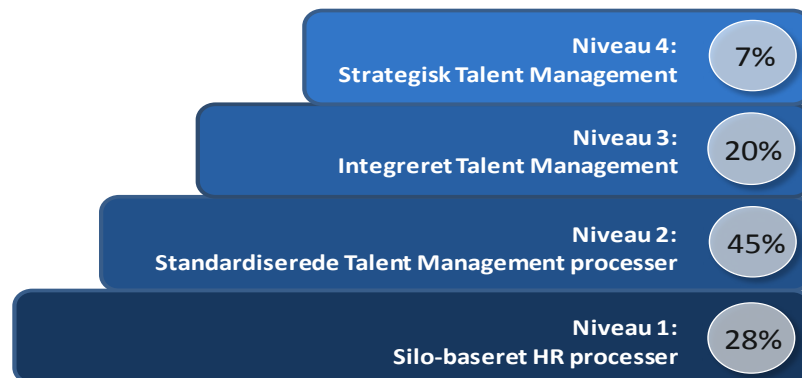 Niveau 4:
Strategisk Talent Management
7%
Niveau 3:
Integreret Talent Management
20%
Niveau 2:
Standardiserede Talent Management processer
45%
Niveau 1:
Silo-baseret HR processer
28%